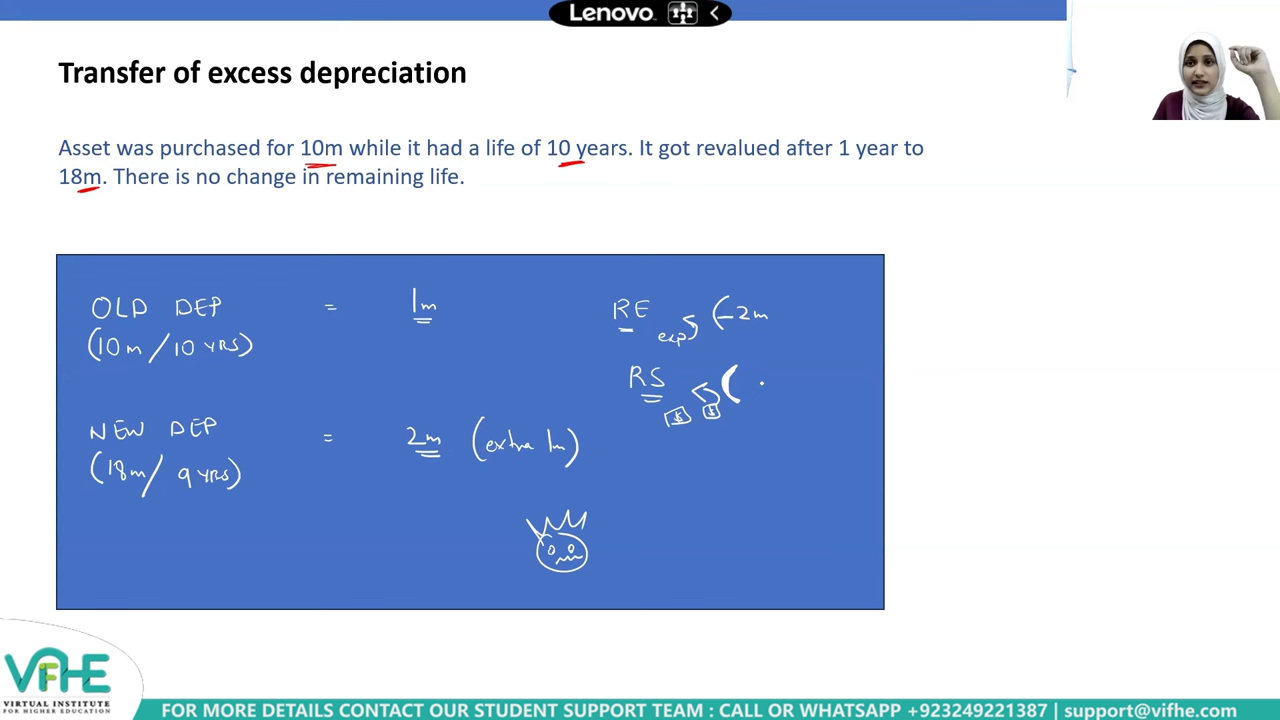 Lenovo
Transfer of excess depreciation
Asset was purchased for 10m while it had a life of 10 years. It got revalued after 1 year to
18m. There is no change in remaining life.
OLD DEP = 1m
(10m/10 YRS)
NEW DEP = 2m (extra 1m)
(18m/ 9 YRS)
RE exp (-2m
RS $ $ (
VFHE
VIRTUAL INSTITUTE
FOR HIGHER EDUCATION
FOR MORE DETAILS CONTACT OUR STUDENT SUPPORT TEAM : CALL OR WHATSAPP +923249221387 | support@vifhe.com